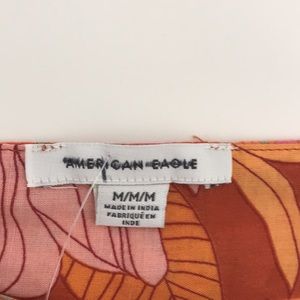 AMERICAN EAGLE
M/M/M
MADE IN INDIA
FABRIQUÉ EN
INDE